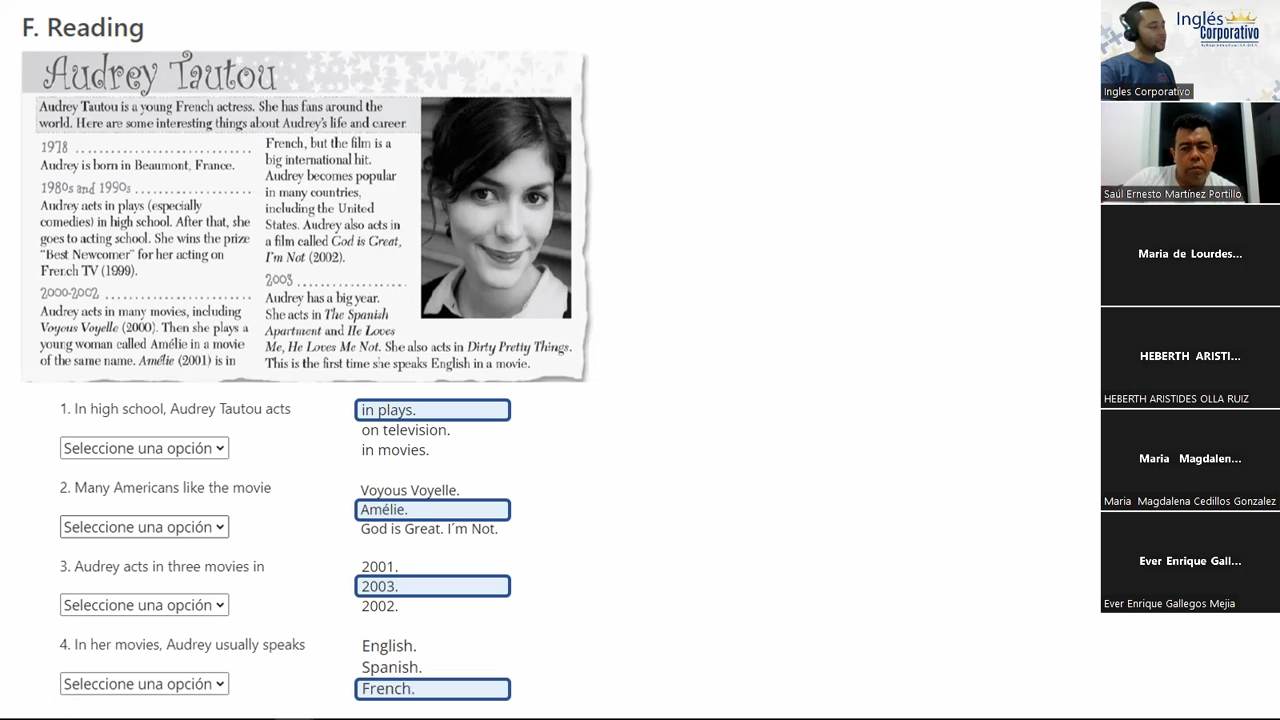 F. Reading
Audrey Tautou
Audrey Tautou is a young French actress. She has fans around the
world. Here are some interesting things about Audrey's life and career
1978
Audrey is born in Beaumont, France.
1980s and 1990s
Audrey acts in plays (especially
comedies) in high school. After that, she
goes to acting school. She wins the prize
"Best Newcomer" for her acting on
French TV (1999).
2000-2002
Audrey acts in many movies, including
Voyous Voyelle (2000). Then she plays a
young woman called Amélie in a movie
of the same name. Amélie (2001) is in
French, but the film is a
big international hit.
Audrey becomes popular
in many countries,
including the United
States. Audrey also acts in
a film called God is Great,
I'm Not (2002).
2003
Audrey has a big year.
She acts in The Spanish
Apartment and He Loves
Me, He Loves Me Not. She also acts in Dirty Pretty Things.
This is the first time she speaks English in a movie.
1. In high school, Audrey Tautou acts
Seleccione una opción
in plays.
on television.
in movies.
2. Many Americans like the movie
Seleccione una opción
Voyous Voyelle.
Amélie.
God is Great. I´m Not.
3. Audrey acts in three movies in
Seleccione una opción
2001.
2003.
2002.
4. In her movies, Audrey usually speaks
Seleccione una opción
English.
Spanish.
French.
Inglés
Corporativo
Ingles Corporativo
Saúl Ernesto Martínez Portillo
Maria de Lourdes...
HEBERTH ARISTI...
HEBERTH ARISTIDES OLLA RUIZ
Maria Magdalen...
Maria Magdalena Cedillos Gonzalez
Ever Enrique Gall...
Ever Enrique Gallegos Mejia